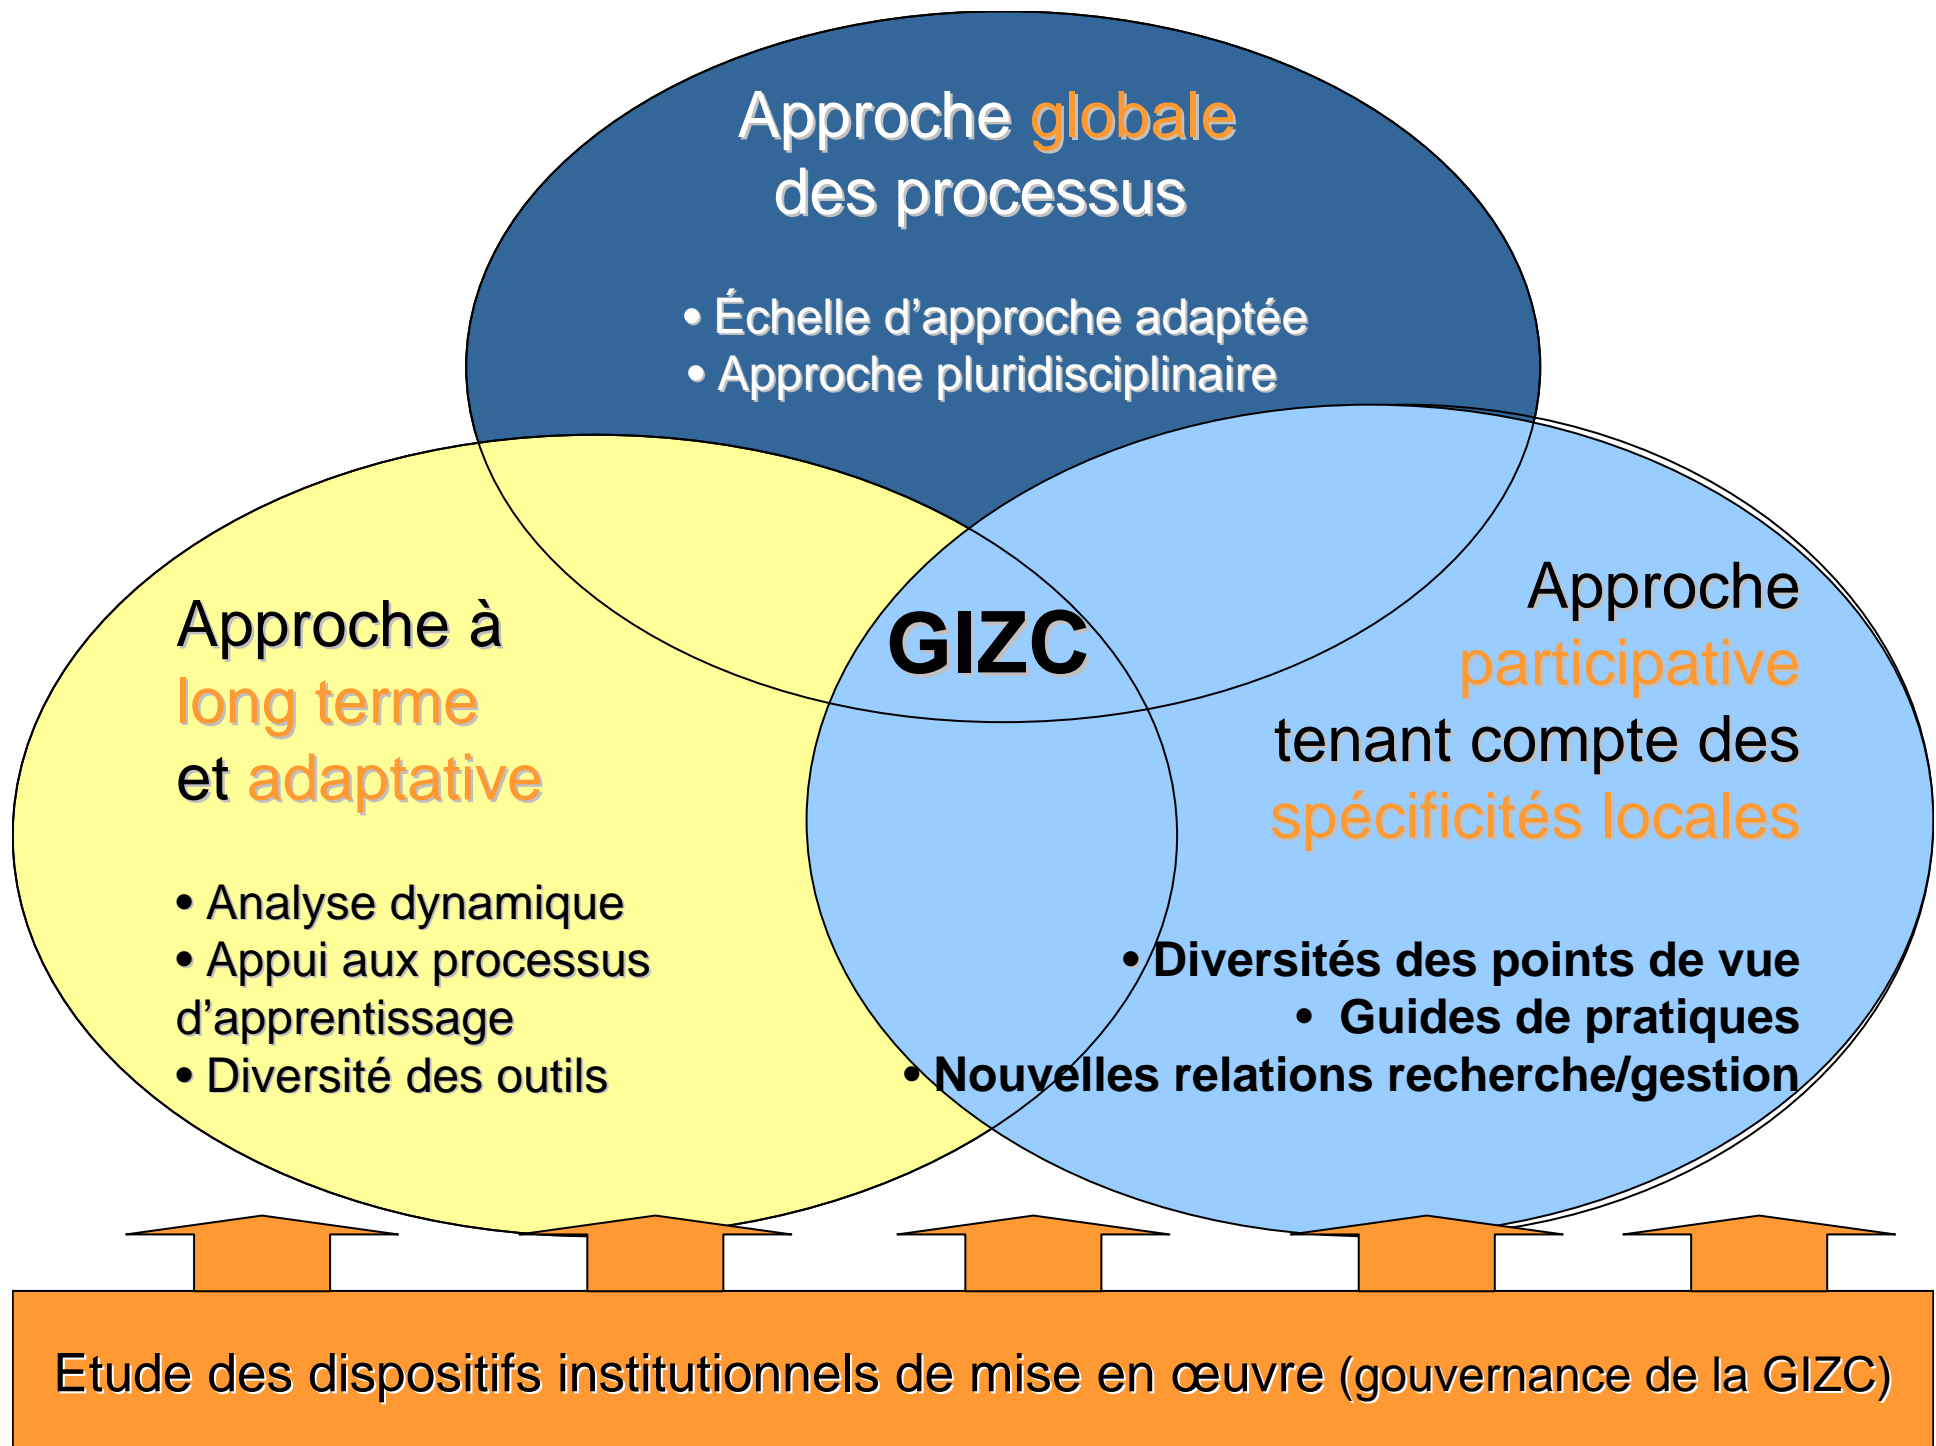 Approche globale
des processus
• Échelle d’approche adaptée
• Approche pluridisciplinaire
GIZC
Approche à
long terme
et adaptative
• Analyse dynamique
• Appui aux processus
d’apprentissage
• Diversité des outils
Approche
participative
tenant compte des
spécificités locales
• Diversités des points de vue
• Guides de pratiques
• Nouvelles relations recherche/gestion
Etude des dispositifs institutionnels de mise en œuvre (gouvernance de la GIZC)